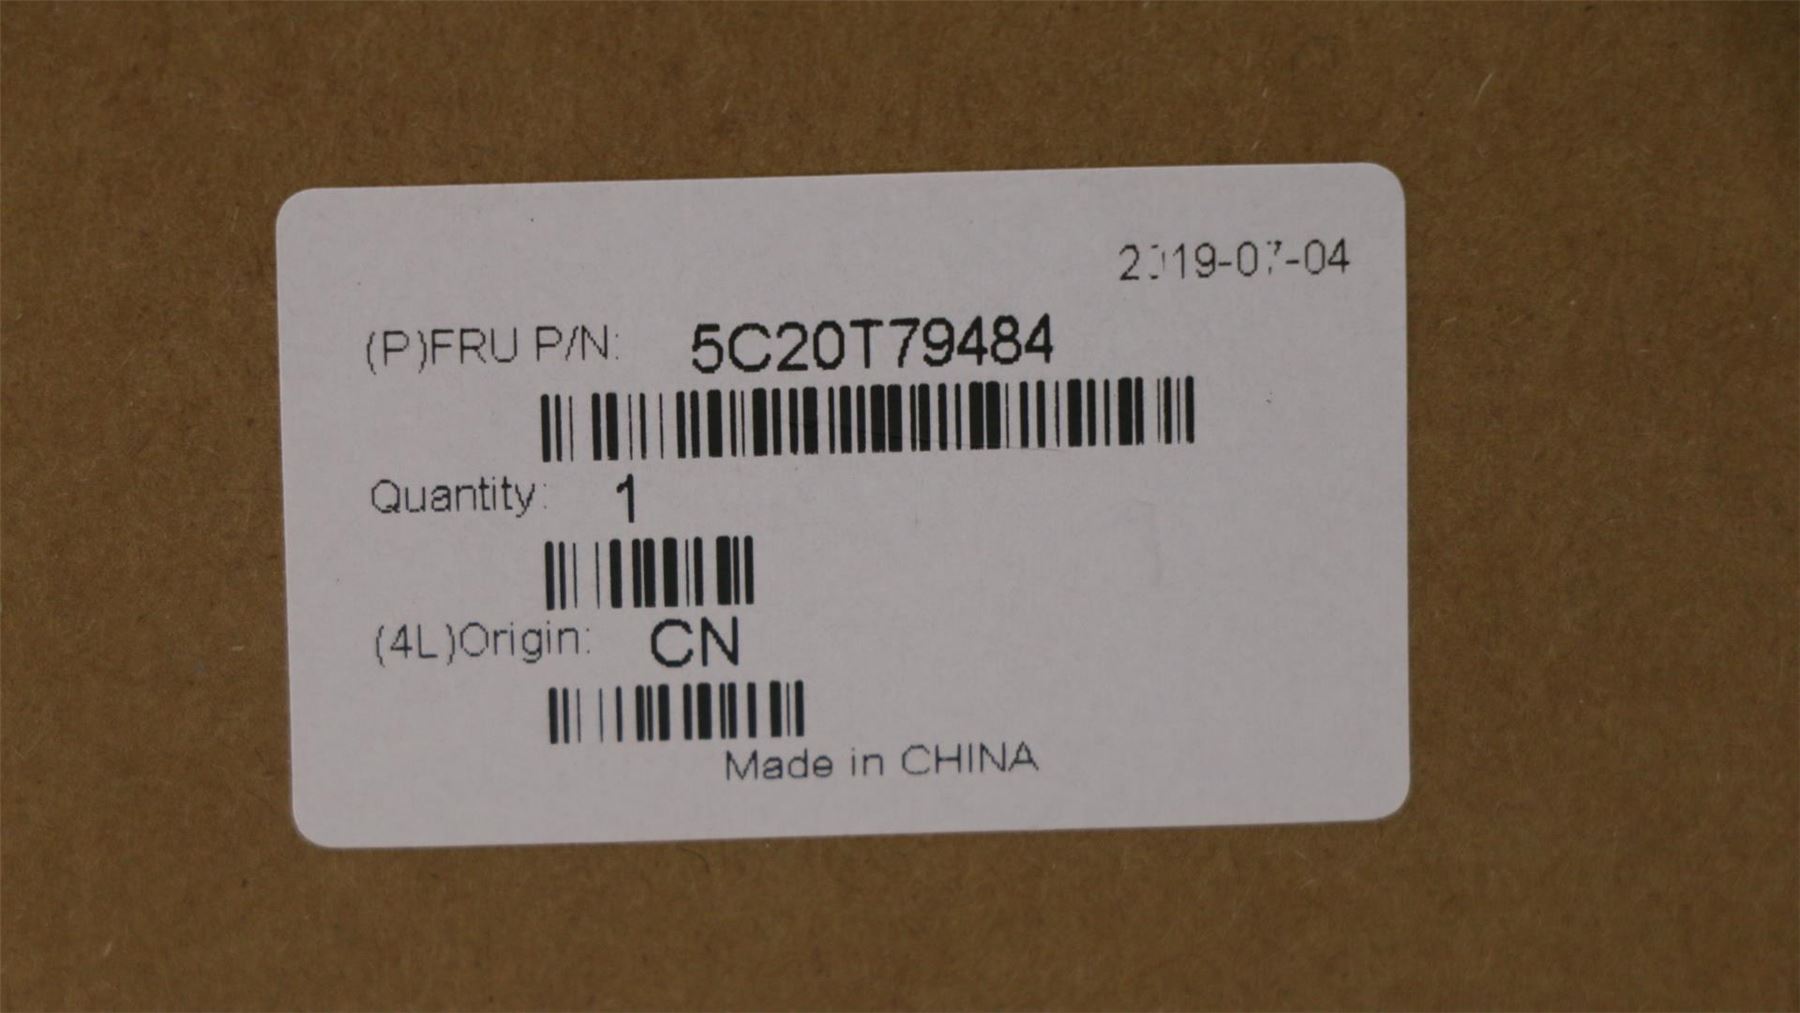 2019-07-04
(P)FRU P/N: 5C20T79484
Quantity: 1
(4L)Origin: CN
Made in CHINA